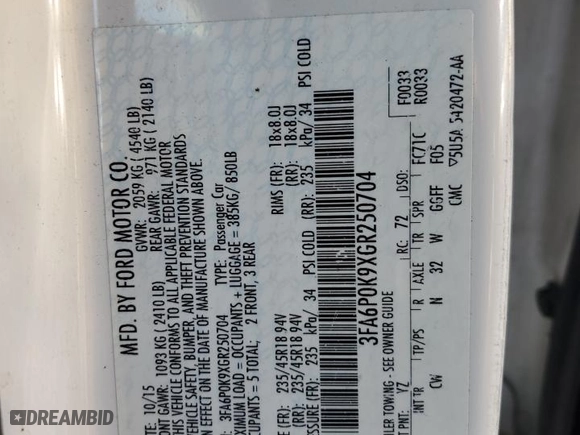 MFD. BY FORD MOTOR CO.
10/15 GVWR: 2059 KG ( 4540 LB)
FRONT GAWR: 1093 KG ( 2410 LB) REAR GAWR: 971 KG ( 2140 LB)
THIS VEHICLE CONFORMS TO ALL APPLICABLE FEDERAL MOTOR
VEHICLE SAFETY, BUMPER, AND THEFT PREVENTION STANDARDS
IN EFFECT ON THE DATE OF MANUFACTURE SHOWN ABOVE.
3FA6P0K9XGR250704 TYPE: Passenger Car
MAXIMUM LOAD = OCCUPANTS + LUGGAGE = 385KG/ 850LB
OCCUPANTS = 5 TOTAL: 2 FRONT, 3 REAR
(FR): 235/45R18 94V RIMS (FR): 18x8.0J
(RR): 235/45R18 94V (RR): 18x8.0J
PRESSURE (FR): 235 kPa/ 34 PSI COLD (RR): 235 kPa/ 34 PSI COLD
3FA6P0K9XGR250704
TRAILER TOWING - SEE OWNER GUIDE
PNT: YZ RC: 72 DSO: F0033
R0033
INT TR TP/PS R AXLE TR SPR FC71C
CW N 32 W GGFF F05
CMC ▽5U5A 5420472-AA
DREAMBID